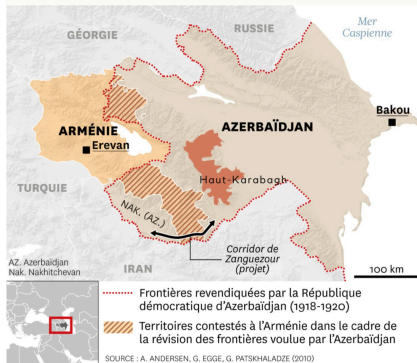 GÉORGIE
RUSSIE
Mer
Caspienne
ARMÉNIE
Erevan
AZERBAÏDJAN
Bakou
Haut-Karabagh
TURQUIE
NAK. (AZ.)
Corridor de
Zanguezour
(projet)
AZ. Azerbaïdjan
Nak. Nakhitchevan
IRAN
100 km
Frontières revendiquées par la République
démocratique d'Azerbaïdjan (1918-1920)
Territoires contestés à l'Arménie dans le cadre de
la révision des frontières voulue par l'Azerbaïdjan
SOURCE : A. ANDERSEN, G. EGGE, G. PATSKHALADZE (2010)